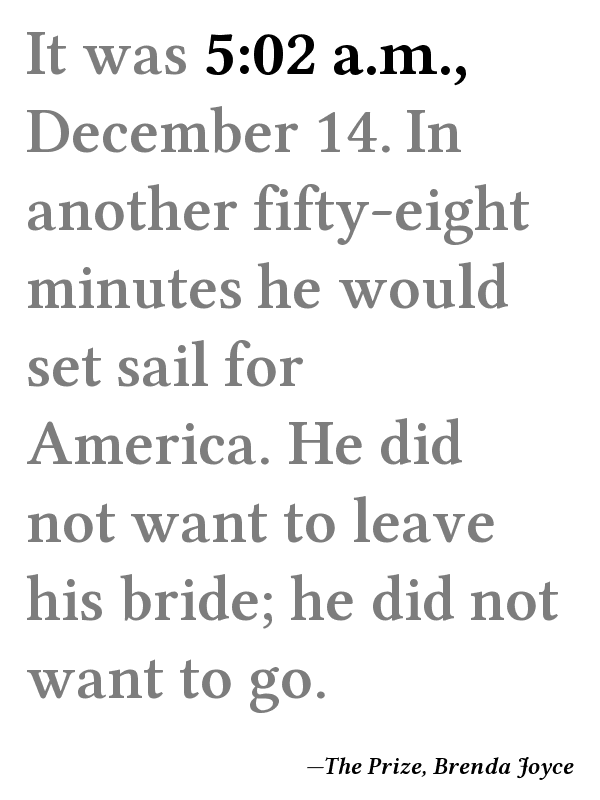 It was 5:02 a.m.,
December 14. In
another fifty-eight
minutes he would
set sail for
America. He did
not want to leave
his bride; he did not
want to go.
—The Prize, Brenda Joyce